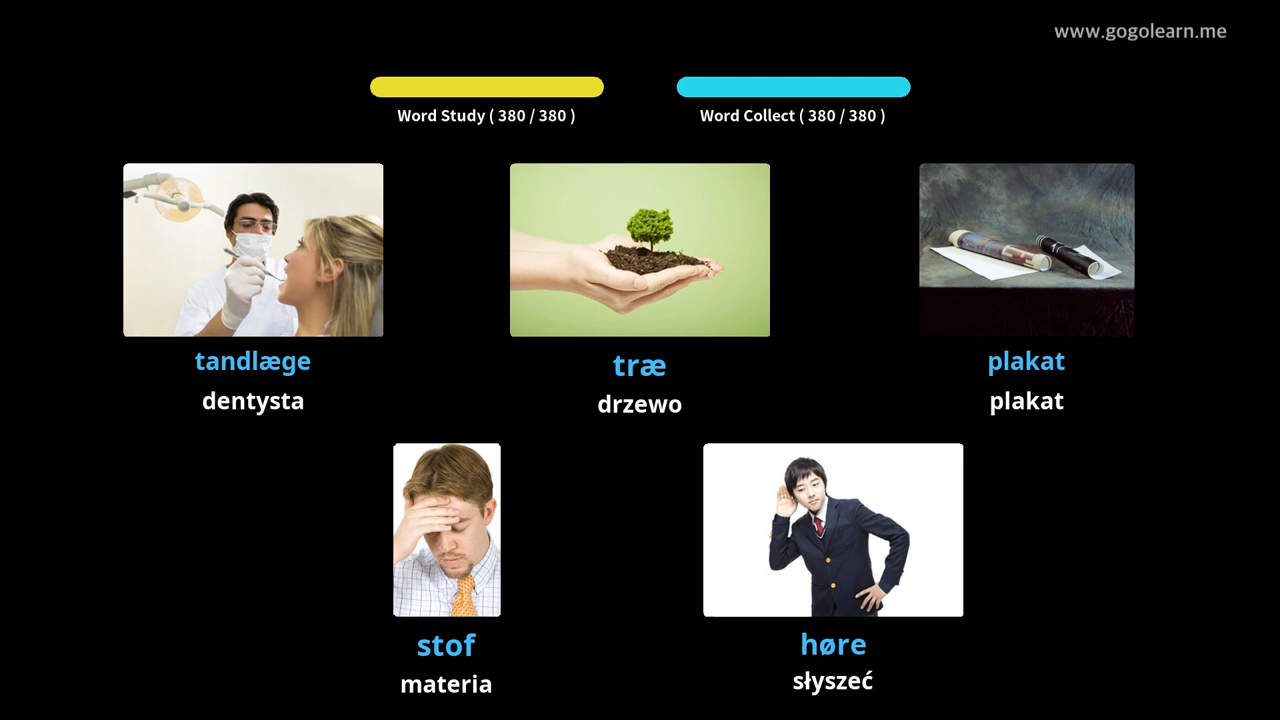 www.gogolearn.me
Word Study ( 380 / 380 )
Word Collect ( 380 / 380 )
tandlæge
dentysta
træ
drzewo
plakat
plakat
stof
materia
høre
słyszeć